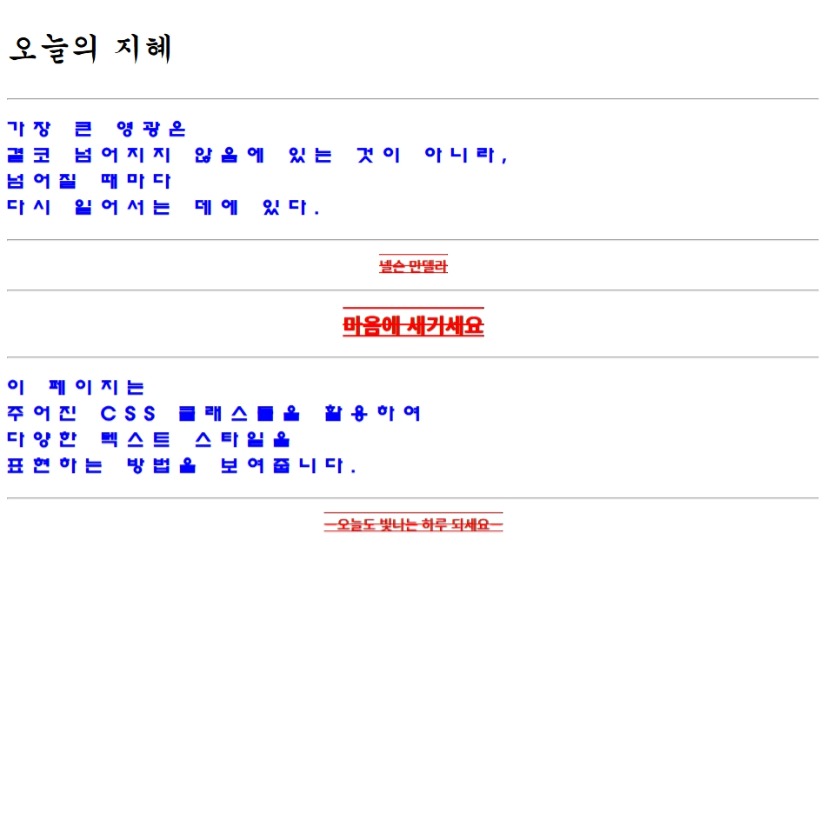 오늘의 지혜
가장 큰 영광은
결코 넘어지지 않음에 있는 것이 아니라,
넘어질 때마다
다시 일어서는 데에 있다.
넬슨 만델라
마음에 새기세요
이 페이지는
주어진 CSS 클래스들을 활용하여
다양한 텍스트 스타일을
표현하는 방법을 보여줍니다.
— 오늘도 빛나는 하루 되세요 —